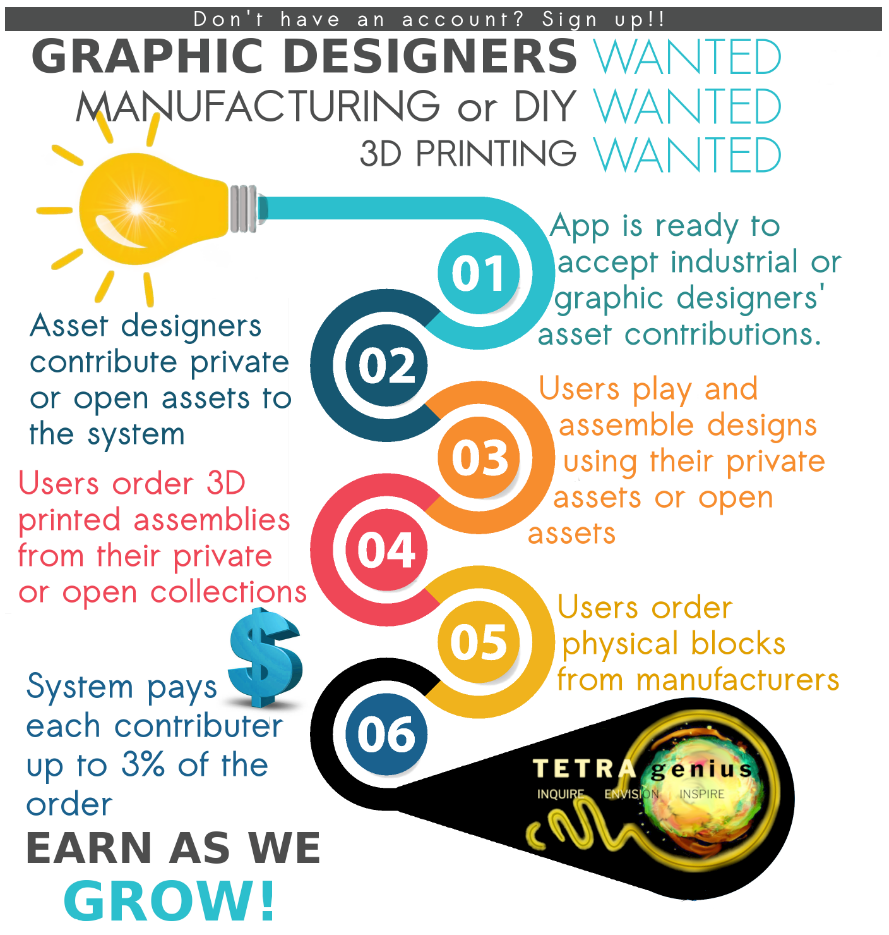 Don't have an account? Sign up!!
GRAPHIC DESIGNERS WANTED
MANUFACTURING or DIY WANTED
3D PRINTING WANTED
01
App is ready to
accept industrial or
graphic designers'
asset contributions.
02
Asset designers
contribute private
or open assets to
the system
03
Users play and
assemble designs
using their private
assets or open
assets
04
Users order 3D
printed assemblies
from their private
or open collections
05
Users order
physical blocks
from manufacturers
$
06
System pays
each contributer
up to 3% of the
order
TETRA genius
INQUIRE ENVISION INSPIRE
EARN AS WE
GROW!